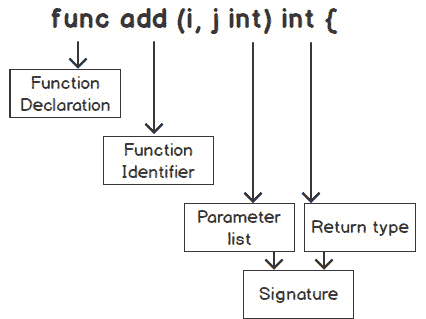 func add (i, j int) int {
Function
Declaration
Function
Identifier
Parameter
list
Return type
Signature